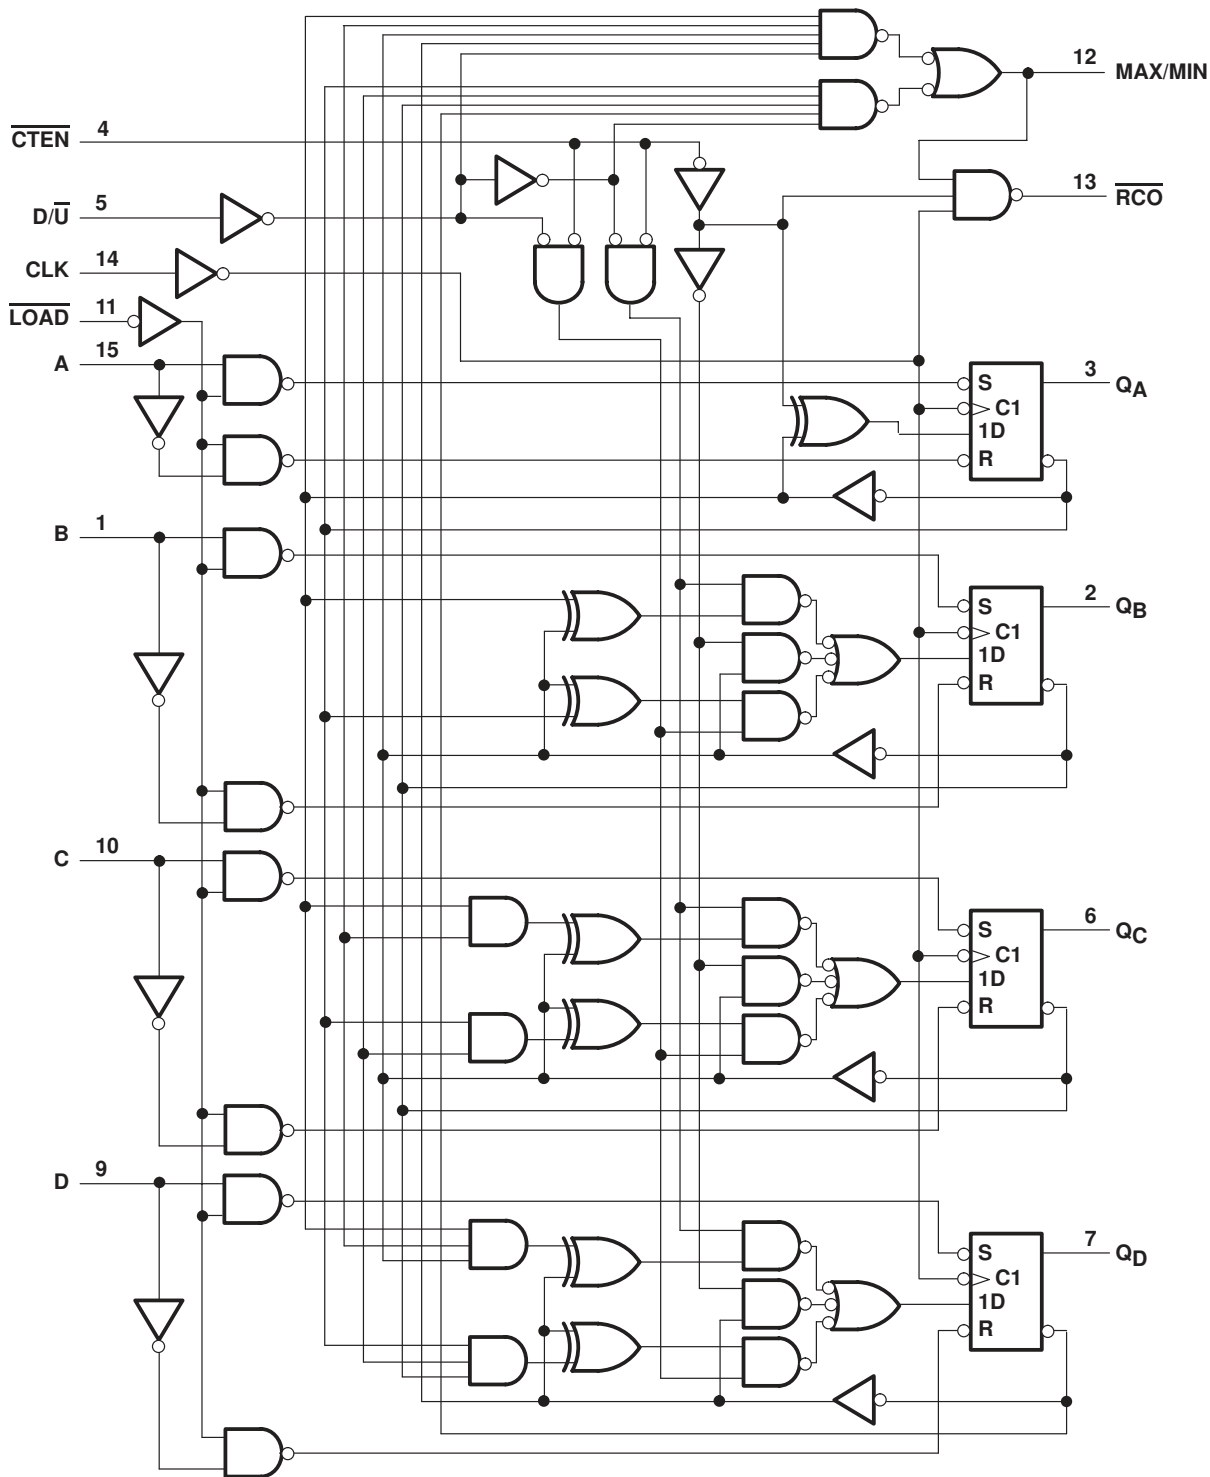 12 MAX/MIN
CTEN 4
13 RCO
D/U 5
CLK 14
LOAD 11
A 15
S
C1
1D
R
3 QA
B 1
S
C1
1D
R
2 QB
C 10
S
C1
1D
R
6 QC
D 9
S
C1
1D
R
7 QD